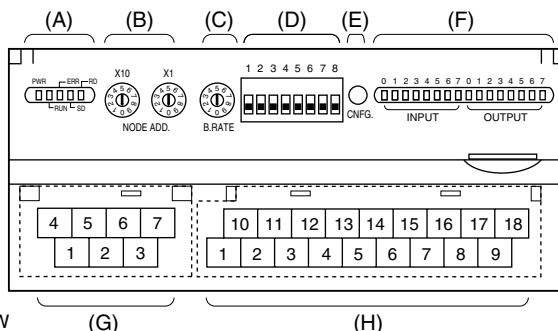 (A) (B) (C) (D) (E) (F)
PWR ERR RD
RUN SD
X10 X1
NODE ADD.
B.RATE
1 2 3 4 5 6 7 8
CNFG.
0 1 2 3 4 5 6 7 0 1 2 3 4 5 6 7
INPUT OUTPUT
4 5 6 7
1 2 3
10 11 12 13 14 15 16 17 18
1 2 3 4 5 6 7 8 9
W
(G) (H)